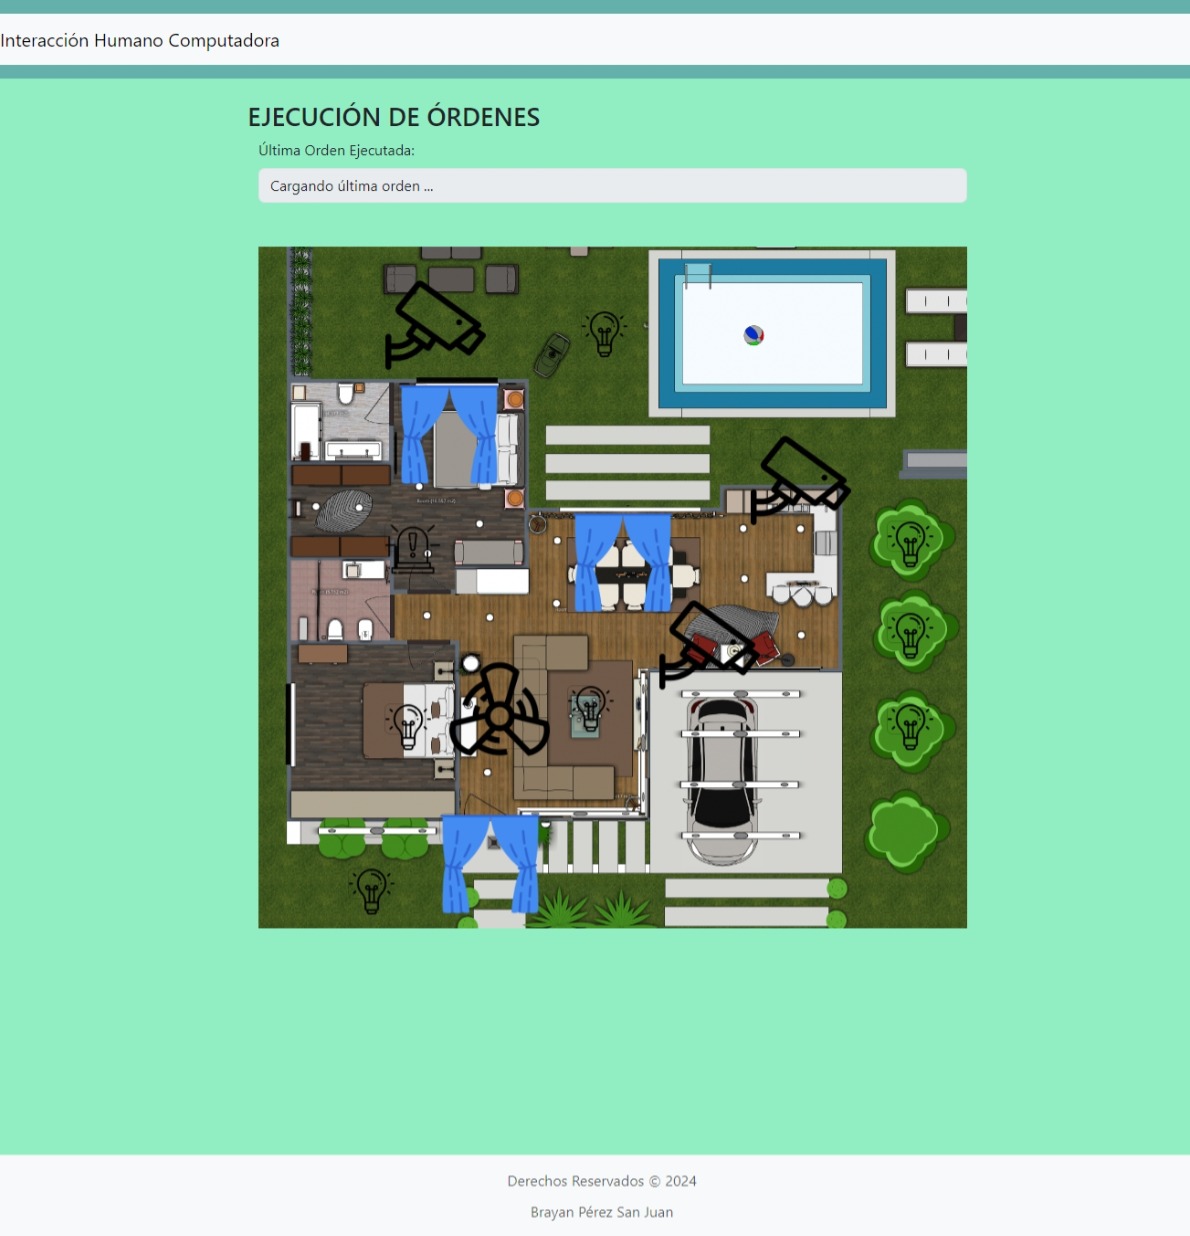 Interacción Humano Computadora
EJECUCIÓN DE ÓRDENES
Última Orden Ejecutada:
Cargando última orden ...
Derechos Reservados © 2024
Brayan Pérez San Juan